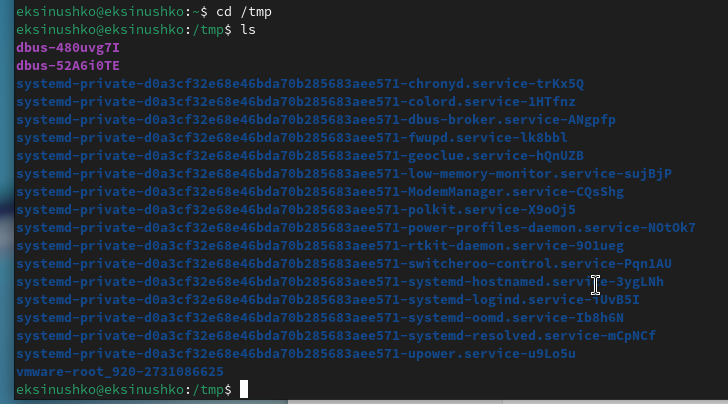 eksinushko@eksinushko:~$ cd /tmp
eksinushko@eksinushko:/tmp$ ls
dbus-480uvg7I
dbus-52A6i0TE
systemd-private-d0a3cf32e68e46bda70b285683aee571-chronyd.service-trKx5Q
systemd-private-d0a3cf32e68e46bda70b285683aee571-colord.service-1HTfnz
systemd-private-d0a3cf32e68e46bda70b285683aee571-dbus-broker.service-ANgpfp
systemd-private-d0a3cf32e68e46bda70b285683aee571-fwupd.service-lk8bbl
systemd-private-d0a3cf32e68e46bda70b285683aee571-geoclue.service-hQnUZB
systemd-private-d0a3cf32e68e46bda70b285683aee571-low-memory-monitor.service-sujBjP
systemd-private-d0a3cf32e68e46bda70b285683aee571-ModemManager.service-CQsShg
systemd-private-d0a3cf32e68e46bda70b285683aee571-polkit.service-X9oOj5
systemd-private-d0a3cf32e68e46bda70b285683aee571-power-profiles-daemon.service-NOtOk7
systemd-private-d0a3cf32e68e46bda70b285683aee571-rtkit-daemon.service-9O1ueg
systemd-private-d0a3cf32e68e46bda70b285683aee571-switcheroo-control.service-Pqn1AU
systemd-private-d0a3cf32e68e46bda70b285683aee571-systemd-hostnamed.service-3ygLNh
systemd-private-d0a3cf32e68e46bda70b285683aee571-systemd-logind.service-TUvB5I
systemd-private-d0a3cf32e68e46bda70b285683aee571-systemd-oomd.service-Ib8h6N
systemd-private-d0a3cf32e68e46bda70b285683aee571-systemd-resolved.service-mCpNCf
systemd-private-d0a3cf32e68e46bda70b285683aee571-upower.service-u9Lo5u
vmware-root_920-2731086625
eksinushko@eksinushko:/tmp$